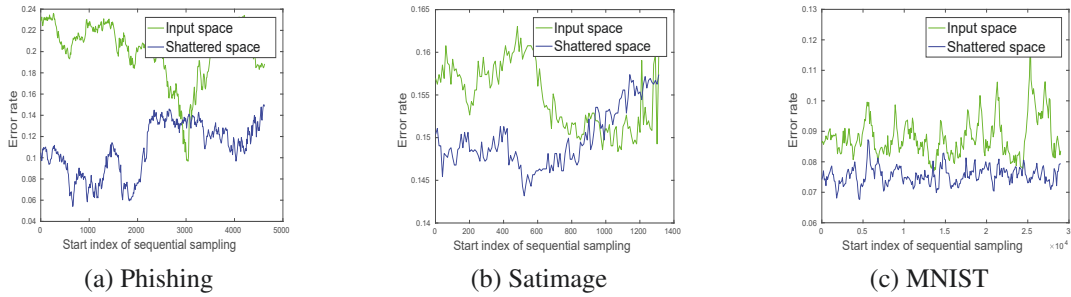 Input space
Shattered space
0.24
0.22
0.2
0.18
0.16
0.14
0.12
0.1
0.08
0.06
0.04
Error rate
0 1000 2000 3000 4000 5000
Start index of sequential sampling
(a) Phishing
Input space
Shattered space
0.165
0.16
0.155
0.15
0.145
0.14
Error rate
0 200 400 600 800 1000 1200 1400
Start index of sequential sampling
(b) Satimage
Input space
Shattered space
0.13
0.12
0.11
0.1
0.09
0.08
0.07
0.06
Error rate
0 0.5 1 1.5 2 2.5 3
Start index of sequential sampling ×10⁴
(c) MNIST